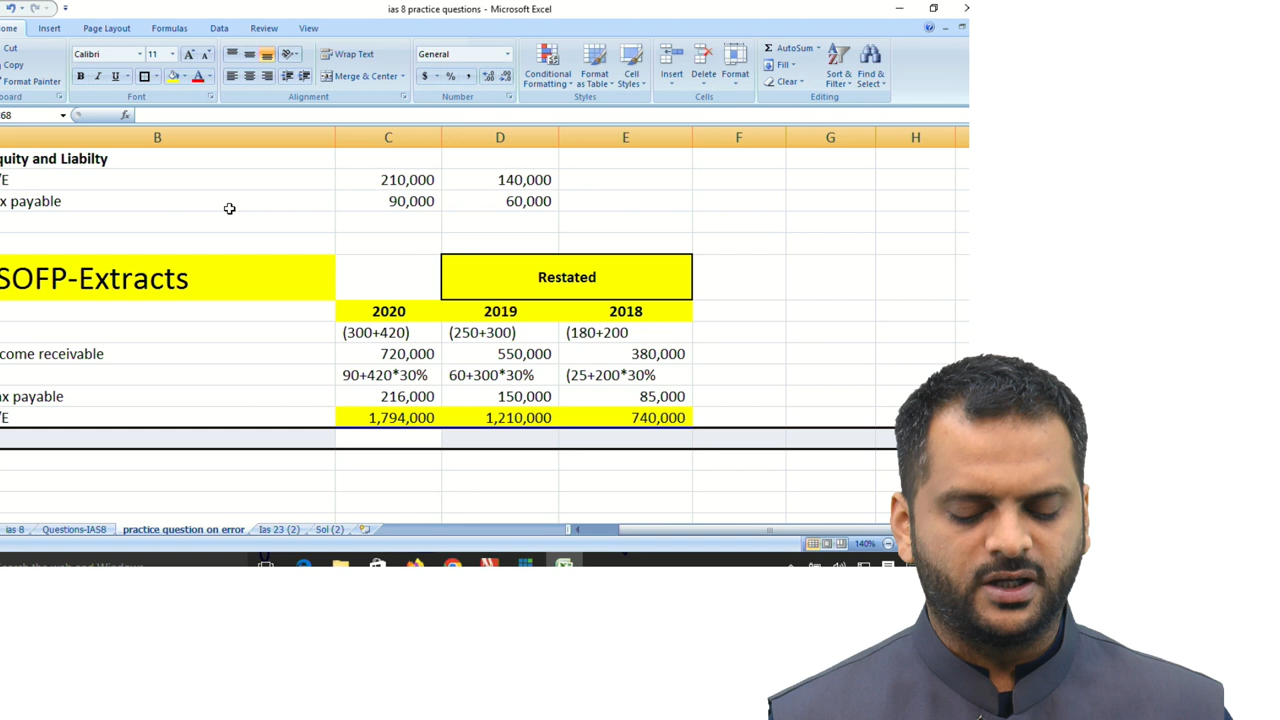 ias 8 practice questions - Microsoft Excel
ome Insert Page Layout Formulas Data Review View
Cut
Copy
Format Painter
board
Calibri 11
B I U A
Font
Wrap Text
Merge & Center
Alignment
General
$ % ,
Number
Conditional Formatting
Format as Table
Cell Styles
Styles
Insert Delete Format
Cells
Σ AutoSum
Fill
Clear
Sort & Filter
Find & Select
Editing
68 fx
B C D E F G H
quity and Liabilty
/E 210,000 140,000
x payable 90,000 60,000
SOFP-Extracts Restated
2020 2019 2018
(300+420) (250+300) (180+200
come receivable 720,000 550,000 380,000
90+420*30% 60+300*30% (25+200*30%
ax payable 216,000 150,000 85,000
/E 1,794,000 1,210,000 740,000
ias 8 Questions-IAS8 practice question on error Ias 23 (2) Sol (2)
140%